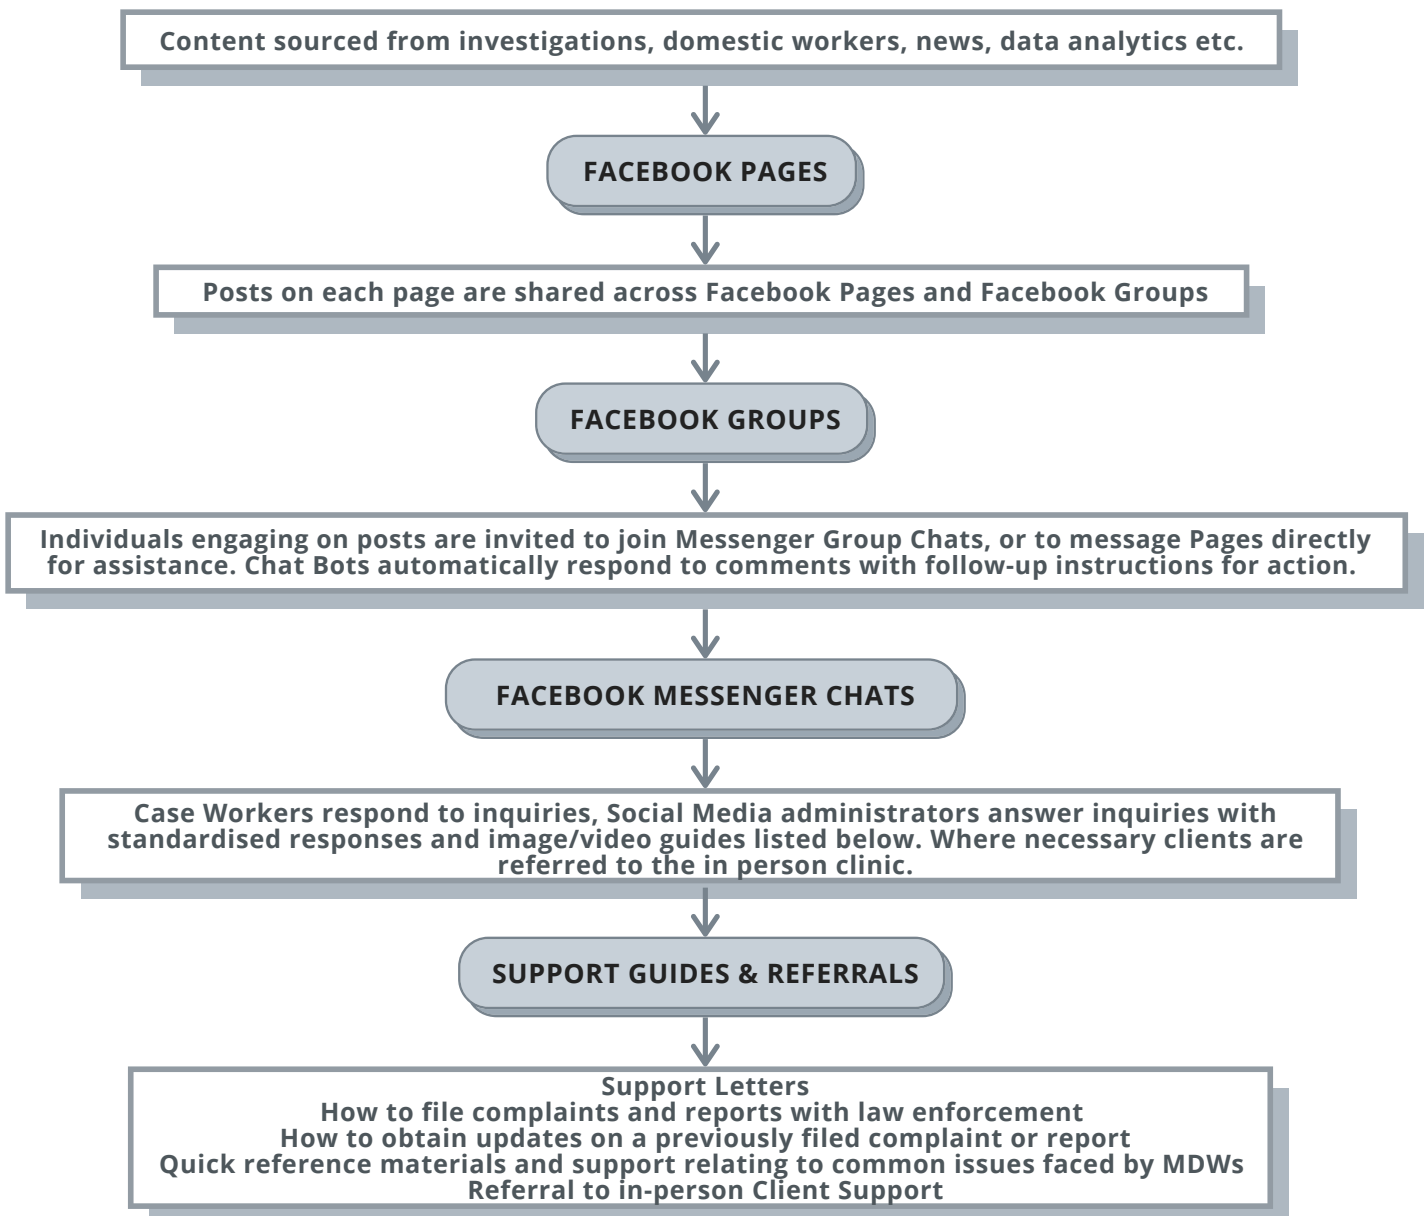 Content sourced from investigations, domestic workers, news, data analytics etc.
FACEBOOK PAGES
Posts on each page are shared across Facebook Pages and Facebook Groups
FACEBOOK GROUPS
Individuals engaging on posts are invited to join Messenger Group Chats, or to message Pages directly
for assistance. Chat Bots automatically respond to comments with follow-up instructions for action.
FACEBOOK MESSENGER CHATS
Case Workers respond to inquiries, Social Media administrators answer inquiries with
standardised responses and image/video guides listed below. Where necessary clients are
referred to the in person clinic.
SUPPORT GUIDES & REFERRALS
Support Letters
How to file complaints and reports with law enforcement
How to obtain updates on a previously filed complaint or report
Quick reference materials and support relating to common issues faced by MDWs
Referral to in-person Client Support